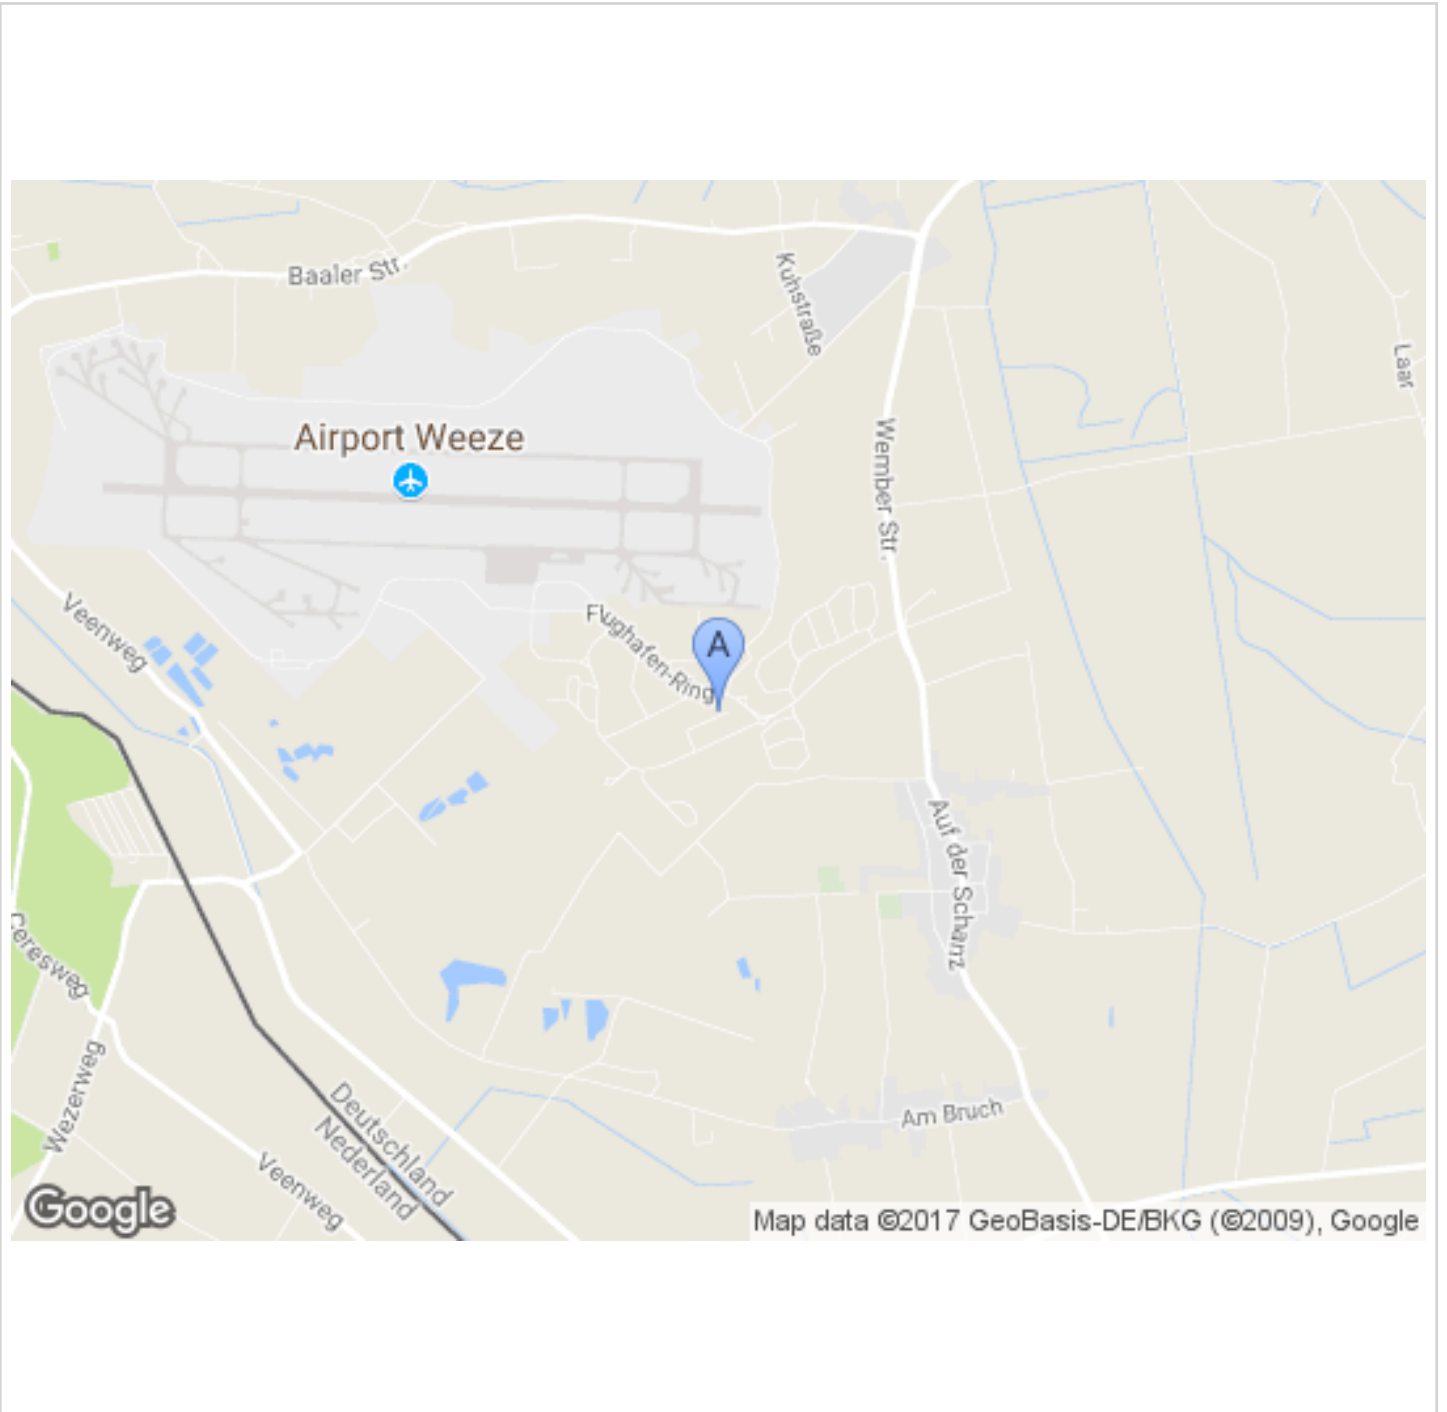 Baaler Str.
Kuhstraße
Laar
Airport Weeze
Wember Str.
Veenweg
Flughafen-Ring
A
Auf der Schanz
Ceresweg
Wezerweg
Deutschland
Nederland
Am Bruch
Veenweg
Google
Map data ©2017 GeoBasis-DE/BKG (©2009), Google